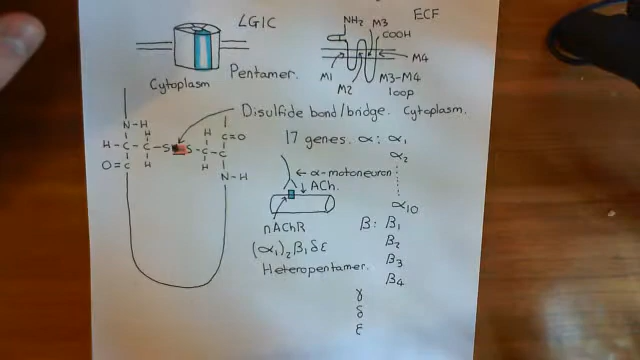 LGIC
ECF
NH₂
M3
COOH
M4
M1
M2
M3-M4
loop
Cytoplasm
Pentamer.
Cytoplasm.
Disulfide bond/bridge.
N-H
H
H-C-C-S
S-C-C
H
C=O
O=C
H
H
N-H
17 genes.
α: α₁
α₂
α₁₀
β: β₁
β₂
β₃
β₄
γ
δ
ε
α-motoneuron
ACh.
nAChR
(α₁)₂β₁δε
Heteropentamer.